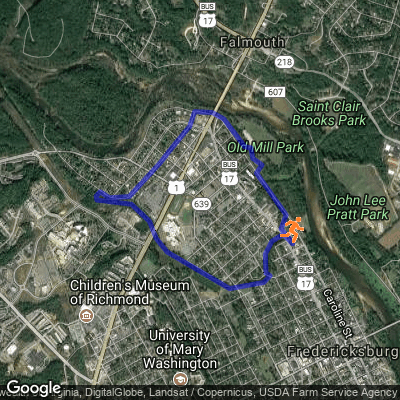 BUS
17
Falmouth
218
607
Saint Clair
Brooks Park
Old Mill Park
BUS
17
1
639
John Lee
Pratt Park
BUS
17
Children's Museum
of Richmond
Caroline St
University
of Mary
Washington
Fredericksburg
Google
Virginia, DigitalGlobe, Landsat / Copernicus, USDA Farm Service Agency